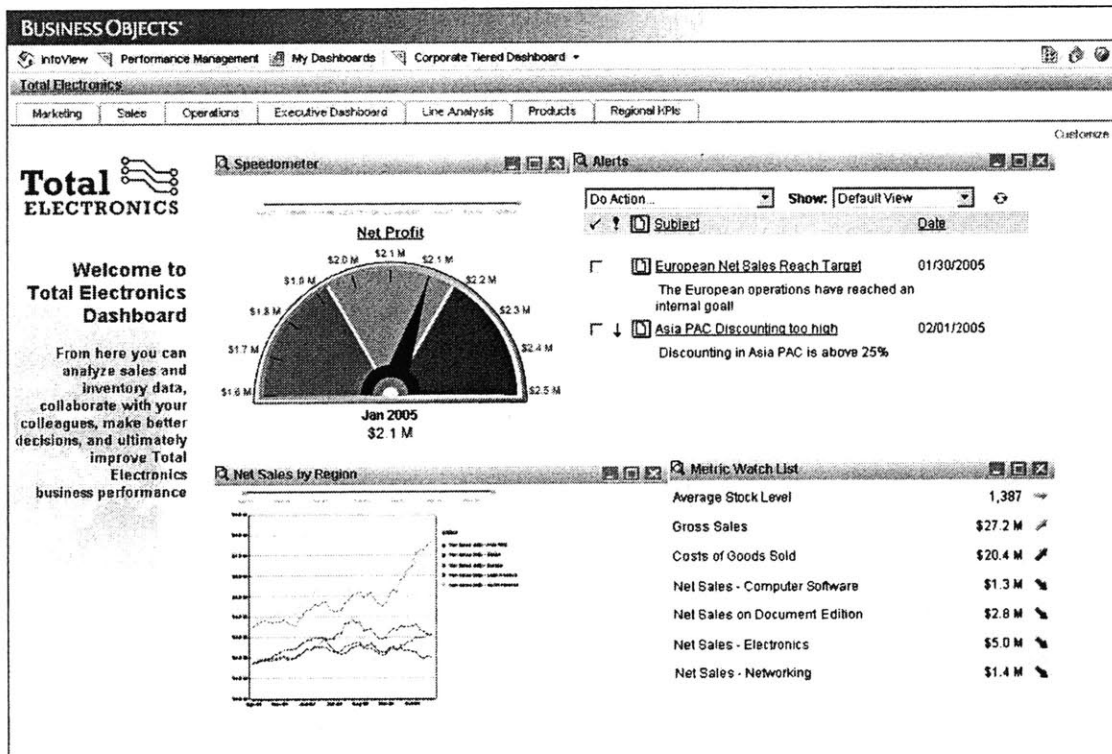 BUSINESS OBJECTS
InfoView Performance Management My Dashboards Corporate Tiered Dashboard
Total Electronics
Marketing Sales Operations Executive Dashboard Line Analysis Products Regional KPIs
Customize
Total
ELECTRONICS
Welcome to
Total Electronics
Dashboard
From here you can
analyze sales and
inventory data,
collaborate with your
colleagues, make better
decisions, and ultimately
improve Total
Electronics
business performance
Speedometer
Net Profit
$1.6 M
$1.7 M
$1.8 M
$1.9 M
$2.0 M
$2.1 M
$2.1 M
$2.2 M
$2.3 M
$2.4 M
$2.5 M
Jan 2005
$2.1 M
Alerts
Do Action... Show: Default View
Subject Date
European Net Sales Reach Target 01/30/2005
The European operations have reached an
internal goal!
Asia PAC Discounting too high 02/01/2005
Discounting in Asia PAC is above 25%
Net Sales by Region
Metric Watch List
Average Stock Level 1,387
Gross Sales $27.2 M
Costs of Goods Sold $20.4 M
Net Sales - Computer Software $1.3 M
Net Sales on Document Edition $2.8 M
Net Sales - Electronics $5.0 M
Net Sales - Networking $1.4 M